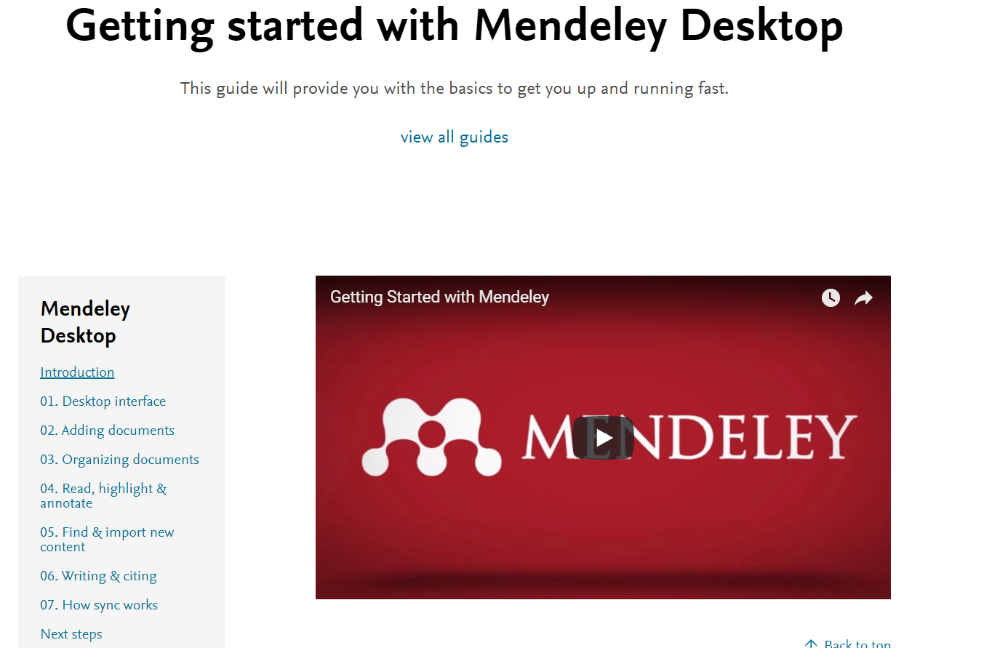 Getting started with Mendeley Desktop
This guide will provide you with the basics to get you up and running fast.
view all guides
Mendeley
Desktop
Introduction
01. Desktop interface
02. Adding documents
03. Organizing documents
04. Read, highlight &
annotate
05. Find & import new
content
06. Writing & citing
07. How sync works
Next steps
Getting Started with Mendeley
MENDELEY
Back to top